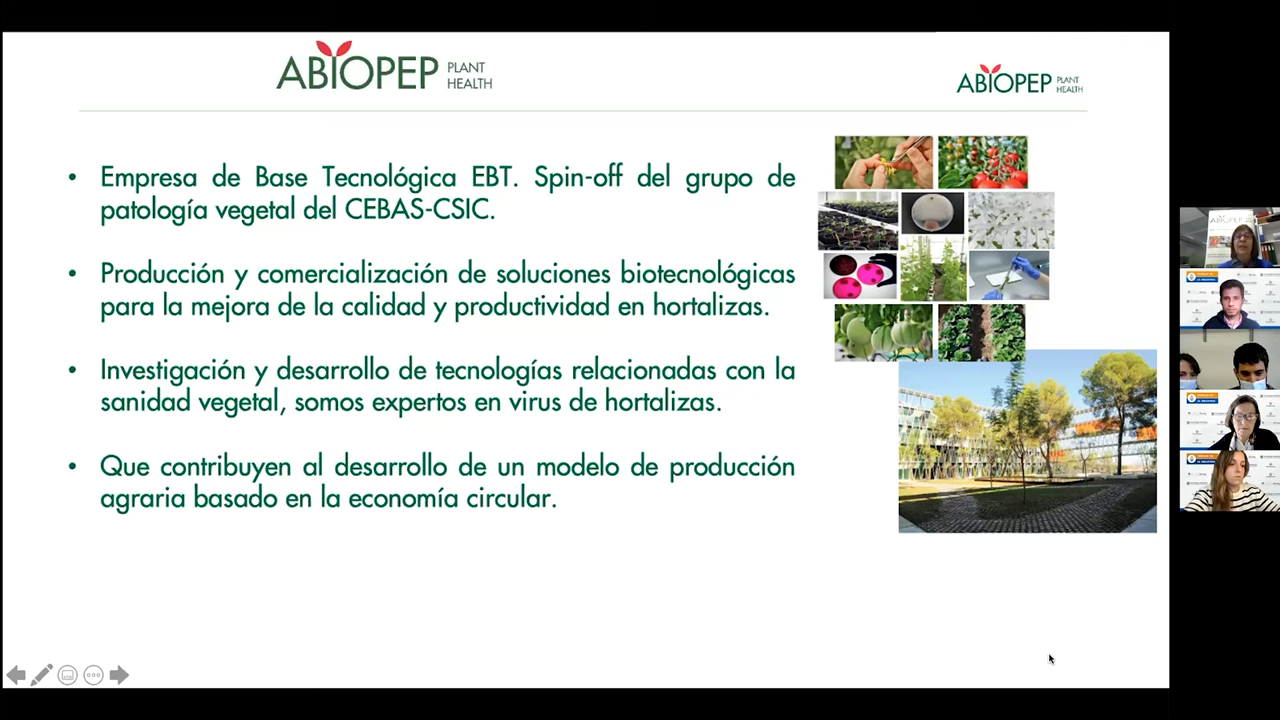 ABIOPEP PLANT
HEALTH
ABIOPEP PLANT
HEALTH
• Empresa de Base Tecnológica EBT. Spin-off del grupo de
patología vegetal del CEBAS-CSIC.
• Producción y comercialización de soluciones biotecnológicas
para la mejora de la calidad y productividad en hortalizas.
• Investigación y desarrollo de tecnologías relacionadas con la
sanidad vegetal, somos expertos en virus de hortalizas.
• Que contribuyen al desarrollo de un modelo de producción
agraria basado en la economía circular.
ABIOPEP